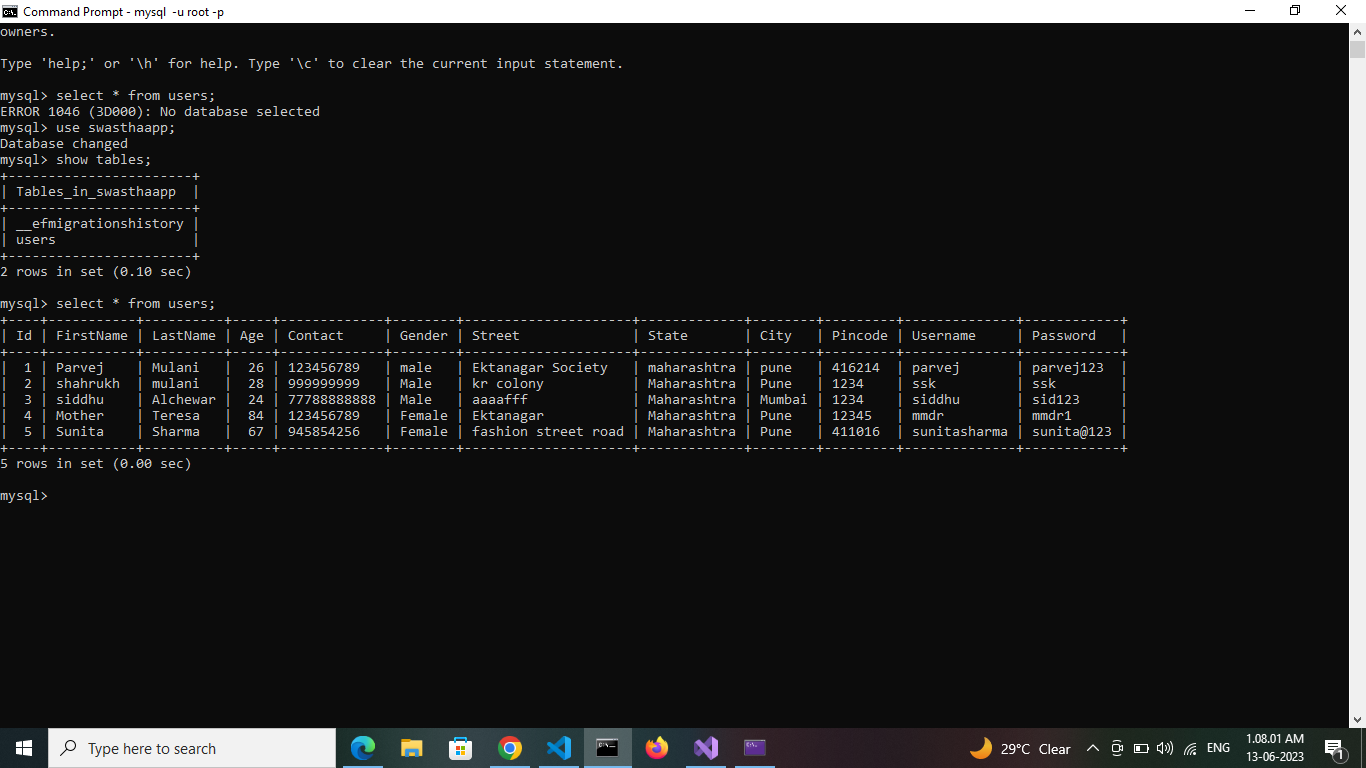 Command Prompt - mysql  -u root -p
owners.
Type 'help;' or '\h' for help. Type '\c' to clear the current input statement.
mysql> select * from users;
ERROR 1046 (3D000): No database selected
mysql> use swasthaapp;
Database changed
mysql> show tables;
+-----------------------+
| Tables_in_swasthaapp  |
+-----------------------+
| __efmigrationshistory |
| users                 |
+-----------------------+
2 rows in set (0.10 sec)
mysql> select * from users;
+----+-----------+----------+-----+-------------+--------+---------------------+-------------+--------+---------+--------------+------------+
| Id | FirstName | LastName | Age | Contact     | Gender | Street              | State       | City   | Pincode | Username     | Password   |
+----+-----------+----------+-----+-------------+--------+---------------------+-------------+--------+---------+--------------+------------+
|  1 | Parvej    | Mulani   |  26 | 123456789   | male   | Ektanagar Society   | maharashtra | pune   | 416214  | parvej       | parvej123  |
|  2 | shahrukh  | mulani   |  28 | 999999999   | Male   | kr colony           | Maharashtra | Pune   | 1234    | ssk          | ssk        |
|  3 | siddhu    | Alchewar |  24 | 77788888888 | Male   | aaaafff             | Maharashtra | Mumbai | 1234    | siddhu       | sid123     |
|  4 | Mother    | Teresa   |  84 | 123456789   | Female | Ektanagar           | Maharashtra | Pune   | 12345   | mmdr         | mmdr1      |
|  5 | Sunita    | Sharma   |  67 | 945854256   | Female | fashion street road | Maharashtra | Pune   | 411016  | sunitasharma | sunita@123 |
+----+-----------+----------+-----+-------------+--------+---------------------+-------------+--------+---------+--------------+------------+
5 rows in set (0.00 sec)
mysql>
Type here to search
29°C Clear
ENG
1.08.01 AM
13-06-2023
1